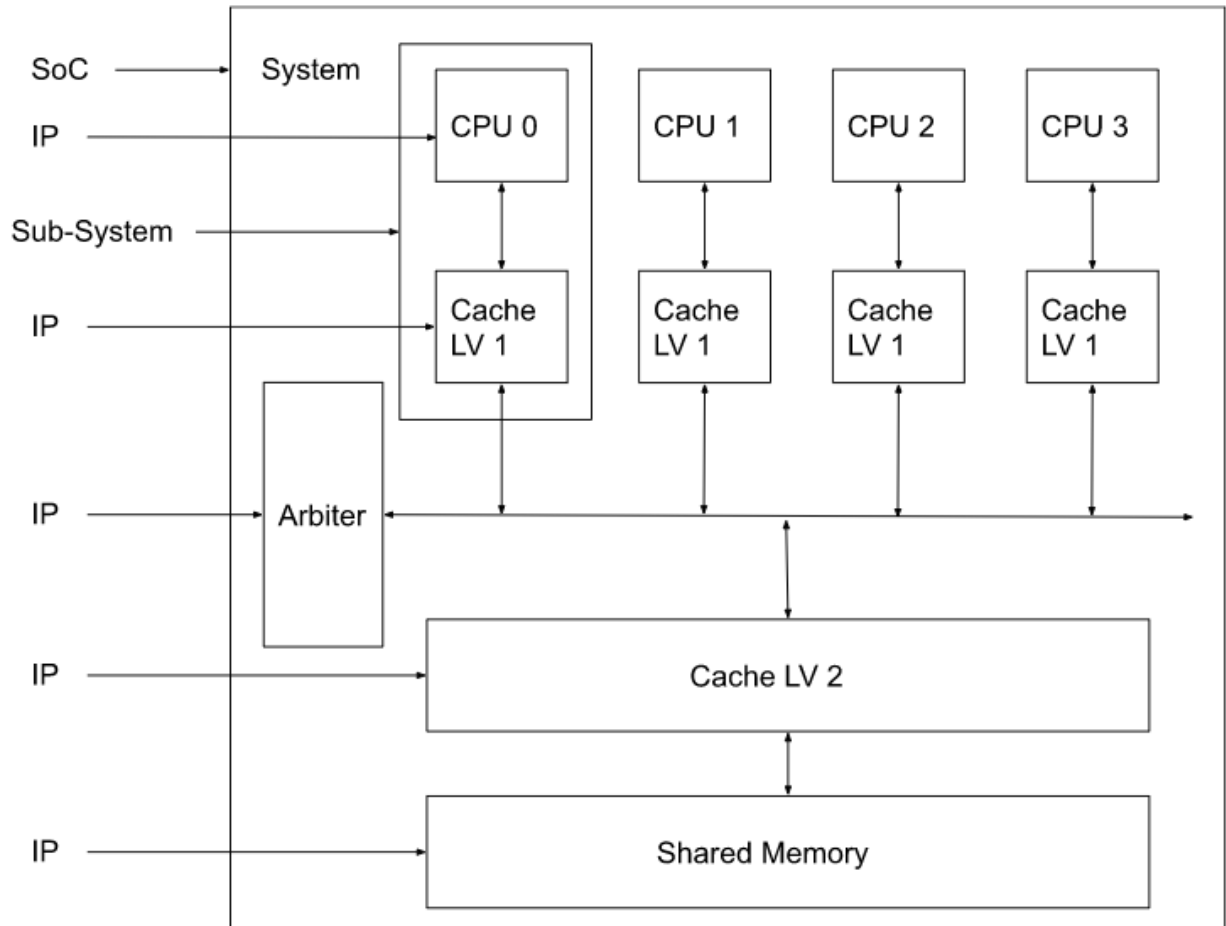 SoC
System
IP
CPU 0
CPU 1
CPU 2
CPU 3
Sub-System
IP
Cache
LV 1
Cache
LV 1
Cache
LV 1
Cache
LV 1
IP
Arbiter
IP
Cache LV 2
IP
Shared Memory